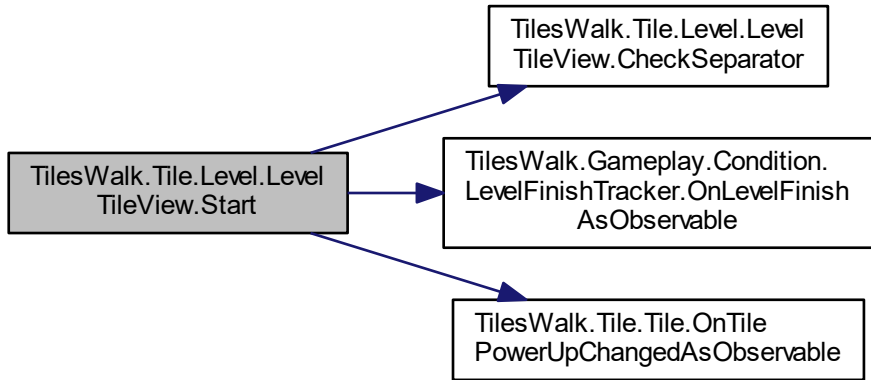 TilesWalk.Tile.Level.Level
TileView.CheckSeparator
TilesWalk.Tile.Level.Level
TileView.Start
TilesWalk.Gameplay.Condition.
LevelFinishTracker.OnLevelFinish
AsObservable
TilesWalk.Tile.Tile.OnTile
PowerUpChangedAsObservable